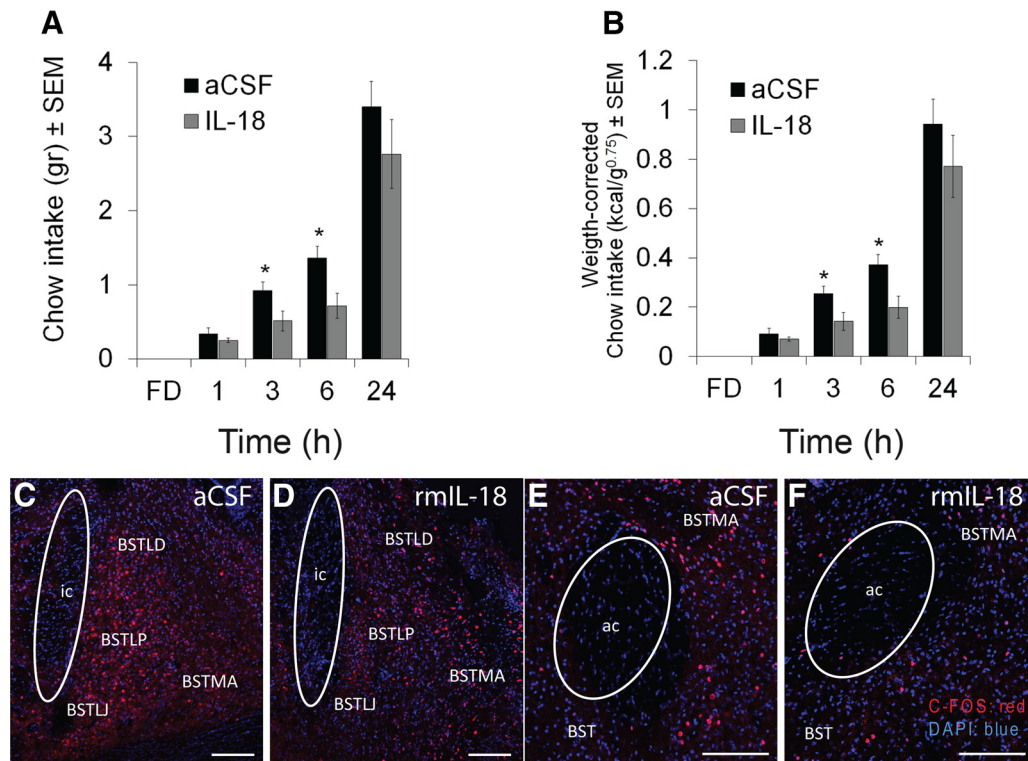 A
Chow intake (gr) ± SEM
4
3
2
1
0
aCSF
IL-18
*
*
FD 1 3 6 24
Time (h)
B
Weigth-corrected
Chow intake (kcal/g^0.75) ± SEM
1.2
1
0.8
0.6
0.4
0.2
0
aCSF
IL-18
*
*
FD 1 3 6 24
Time (h)
C aCSF
BSTLD
ic
BSTLP
BSTMA
BSTLJ
D rmIL-18
BSTLD
ic
BSTLP
BSTMA
BSTLJ
E aCSF
BSTMA
ac
BST
F rmIL-18
BSTMA
ac
C-FOS: red
DAPI: blue
BST